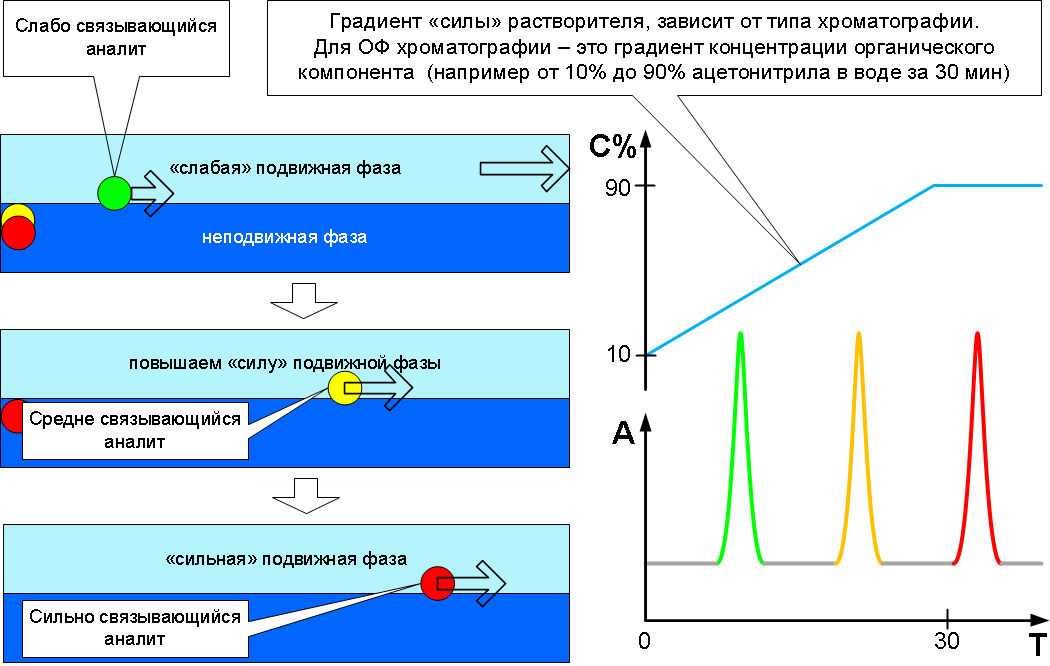 Слабо связывающийся
аналит
Градиент «силы» растворителя, зависит от типа хроматографии.
Для ОФ хроматографии – это градиент концентрации органического
компонента (например от 10% до 90% ацетонитрила в воде за 30 мин)
«слабая» подвижная фаза
неподвижная фаза
повышаем «силу» подвижной фазы
Средне связывающийся
аналит
«сильная» подвижная фаза
Сильно связывающийся
аналит
C%
90
10
A
0
30
T